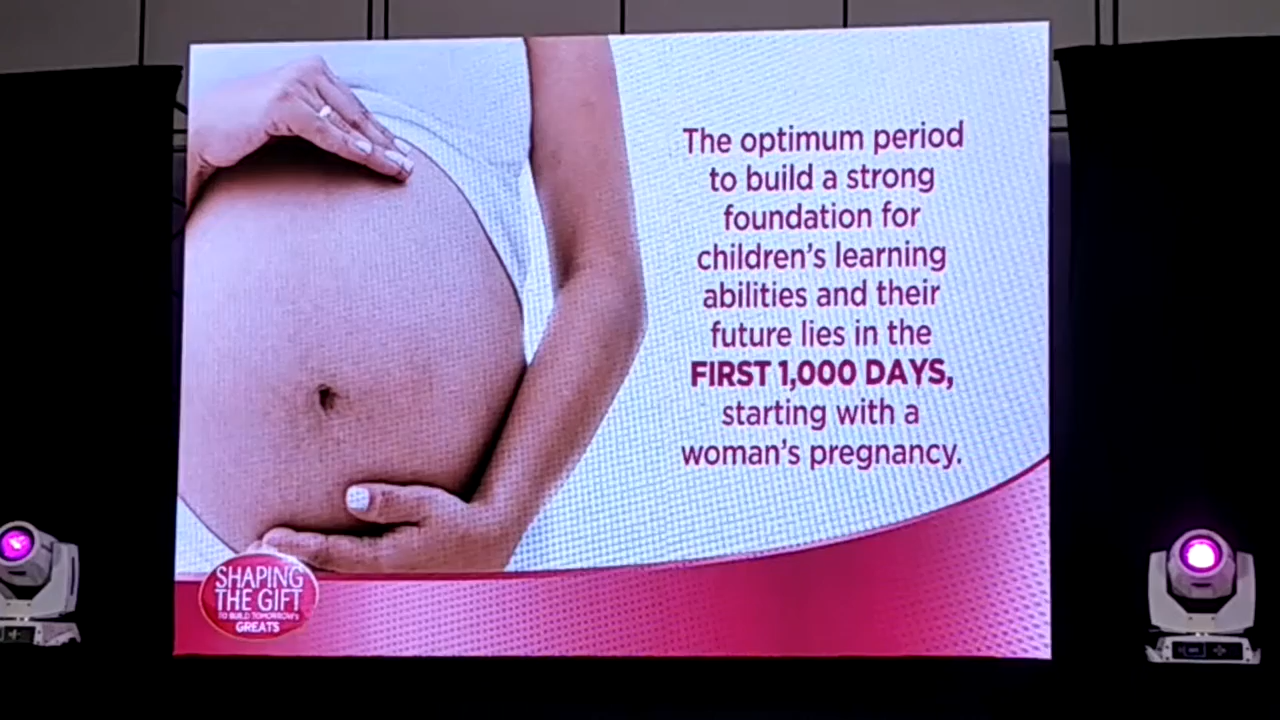 The optimum period
to build a strong
foundation for
children's learning
abilities and their
future lies in the
FIRST 1,000 DAYS,
starting with a
woman's pregnancy.
SHAPING
THE GIFT
TO BUILD TOMORROW'S
GREATS